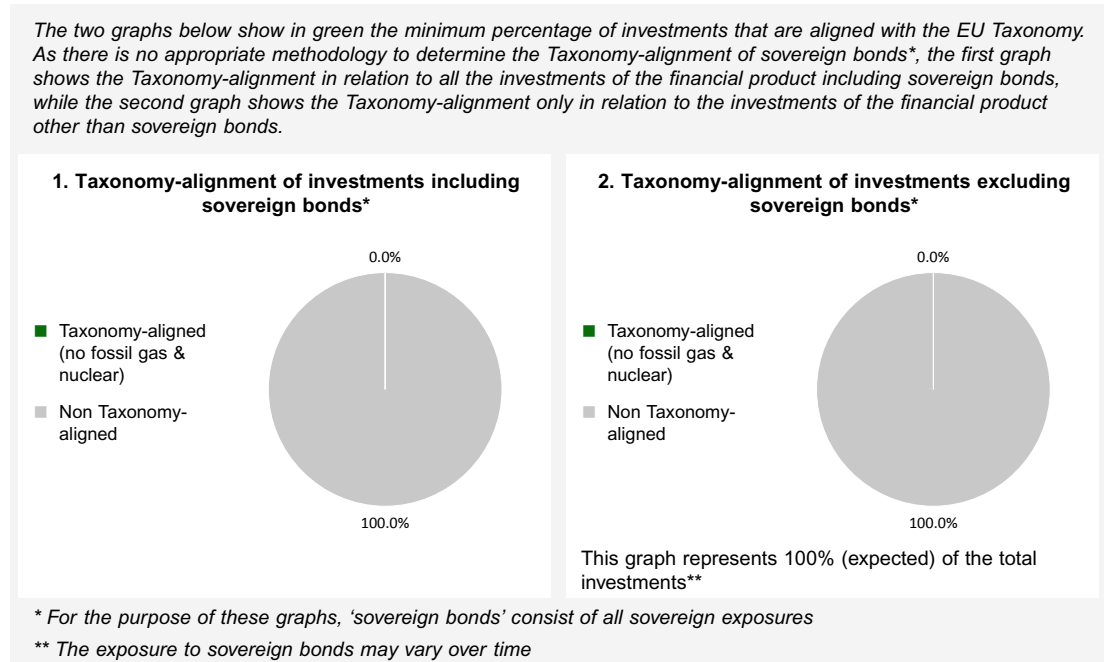 The two graphs below show in green the minimum percentage of investments that are aligned with the EU Taxonomy.
As there is no appropriate methodology to determine the Taxonomy-alignment of sovereign bonds*, the first graph
shows the Taxonomy-alignment in relation to all the investments of the financial product including sovereign bonds,
while the second graph shows the Taxonomy-alignment only in relation to the investments of the financial product
other than sovereign bonds.
1. Taxonomy-alignment of investments including
sovereign bonds*
0.0%
Taxonomy-aligned
(no fossil gas &
nuclear)
Non Taxonomy-
aligned
100.0%
2. Taxonomy-alignment of investments excluding
sovereign bonds*
0.0%
Taxonomy-aligned
(no fossil gas &
nuclear)
Non Taxonomy-
aligned
100.0%
This graph represents 100% (expected) of the total
investments**
* For the purpose of these graphs, ‘sovereign bonds’ consist of all sovereign exposures
** The exposure to sovereign bonds may vary over time